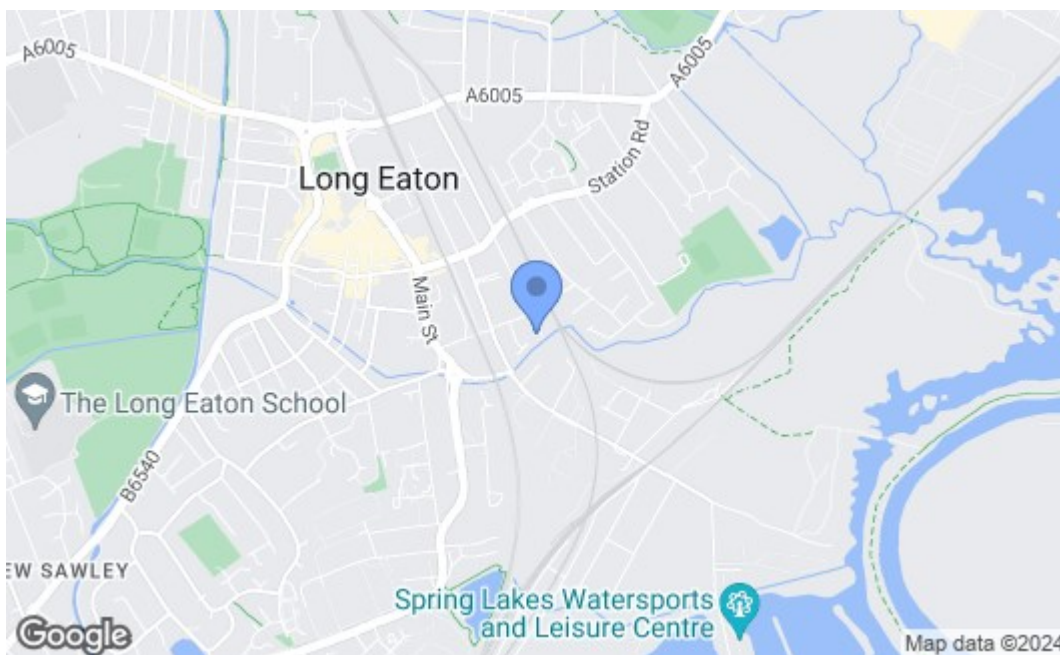 A6005
A6005
A6005
Station Rd
Long Eaton
Main St
The Long Eaton School
B6540
EW SAWLEY
Spring Lakes Watersports
and Leisure Centre
Google
Map data ©2024